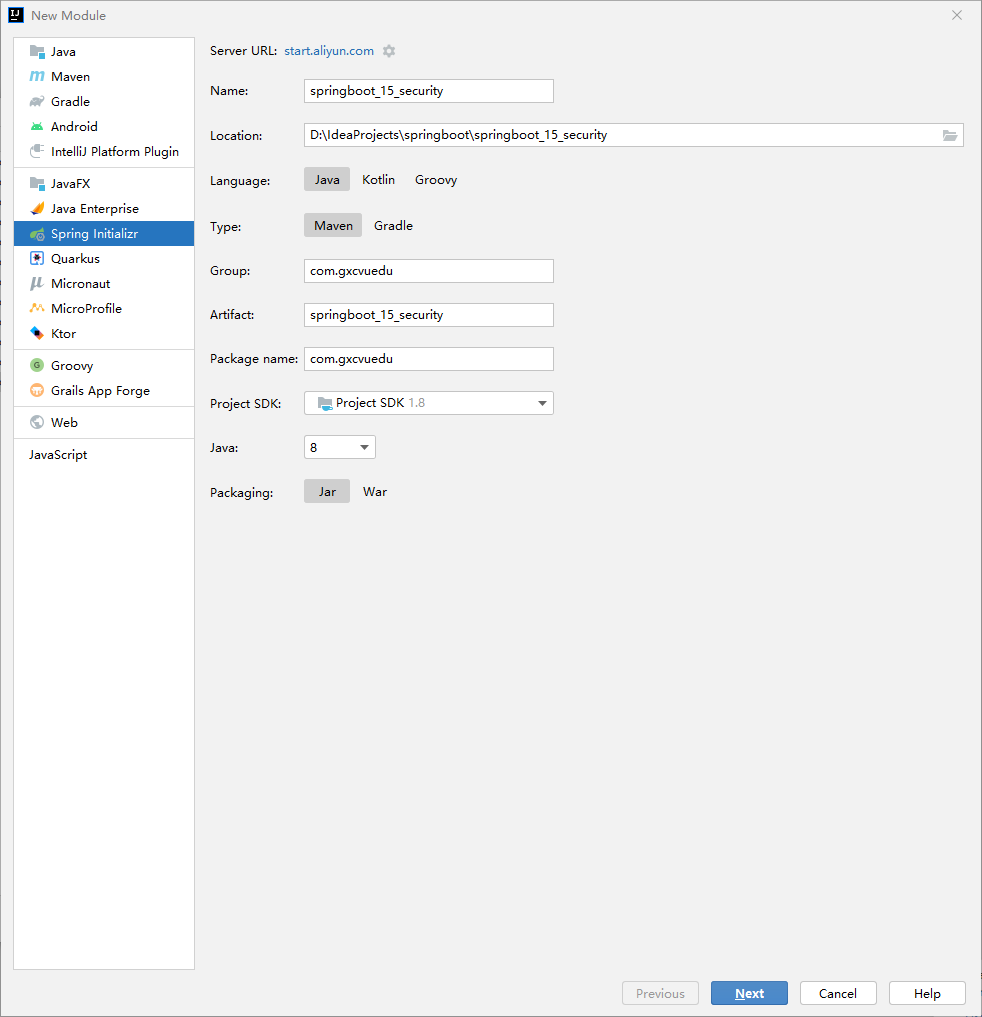 New Module
Java
Maven
Gradle
Android
IntelliJ Platform Plugin
JavaFX
Java Enterprise
Spring Initializr
Quarkus
Micronaut
MicroProfile
Ktor
Groovy
Grails App Forge
Web
JavaScript
Server URL: start.aliyun.com
Name: springboot_15_security
Location: D:\IdeaProjects\springboot\springboot_15_security
Language: Java Kotlin Groovy
Type: Maven Gradle
Group: com.gxcvuedu
Artifact: springboot_15_security
Package name: com.gxcvuedu
Project SDK: Project SDK 1.8
Java: 8
Packaging: Jar War
Previous Next Cancel Help